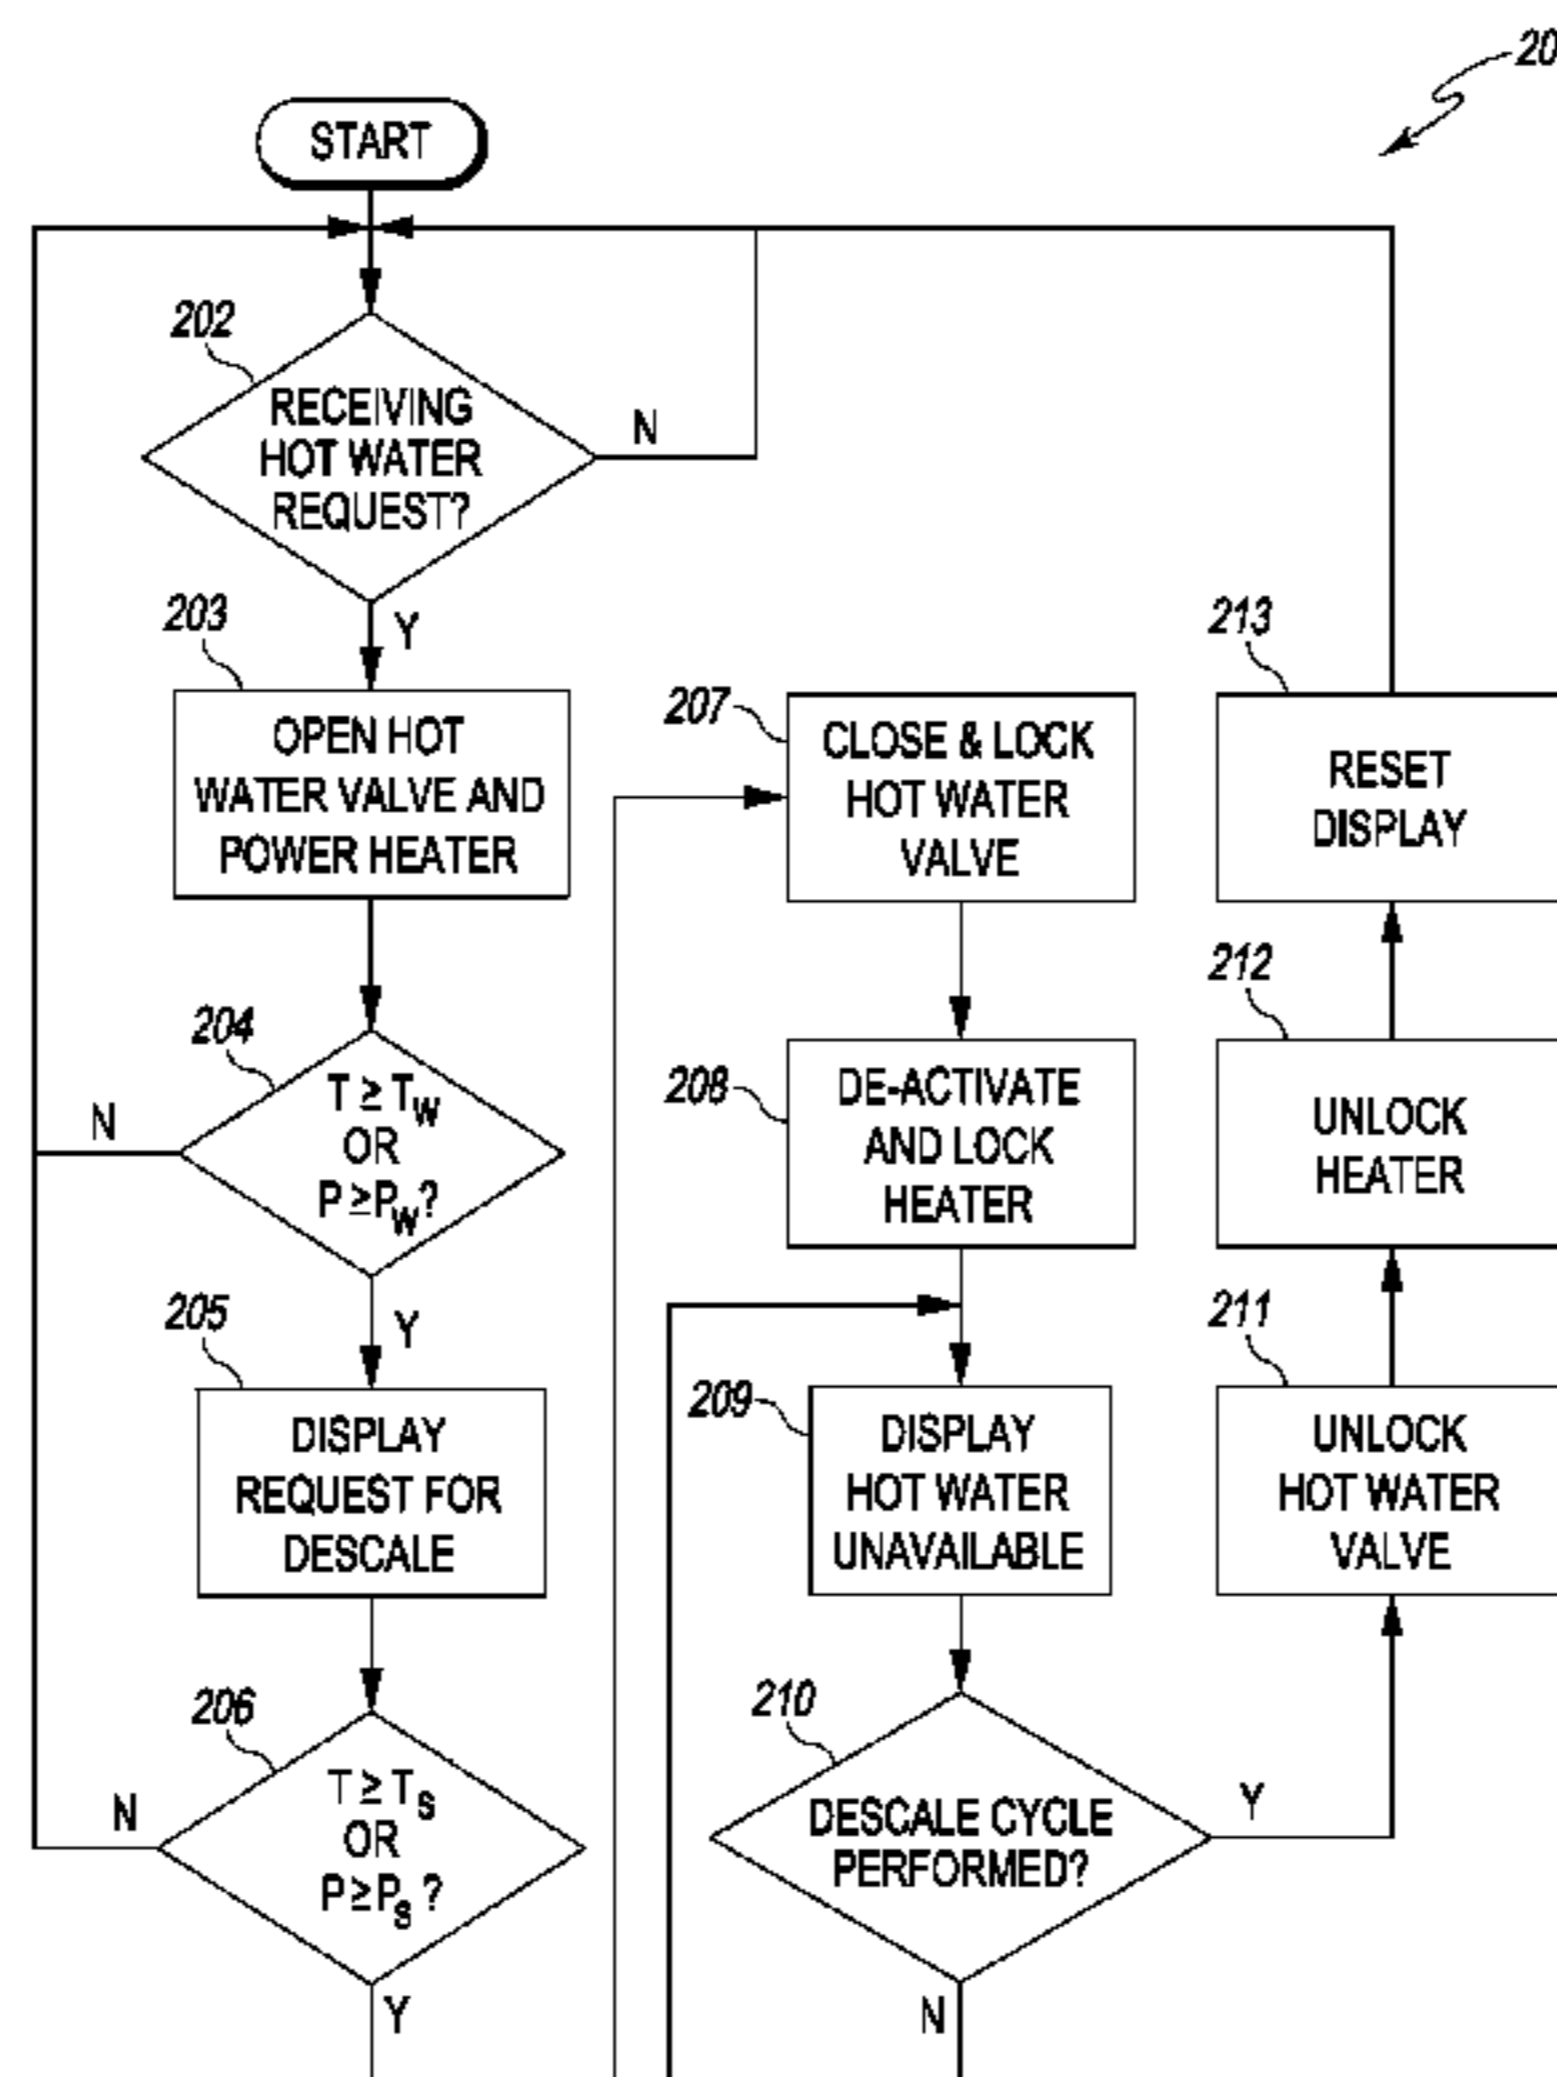 20
START
202
RECEIVING
HOT WATER
REQUEST?
N
Y
203
OPEN HOT
WATER VALVE AND
POWER HEATER
204
T ≥ TW
OR
P ≥PW?
N
Y
205
DISPLAY
REQUEST FOR
DESCALE
206
T ≥ TS
OR
P≥PS?
N
Y
207
CLOSE & LOCK
HOT WATER
VALVE
208
DE-ACTIVATE
AND LOCK
HEATER
209
DISPLAY
HOT WATER
UNAVAILABLE
210
DESCALE CYCLE
PERFORMED?
Y
N
211
UNLOCK
HOT WATER
VALVE
212
UNLOCK
HEATER
213
RESET
DISPLAY